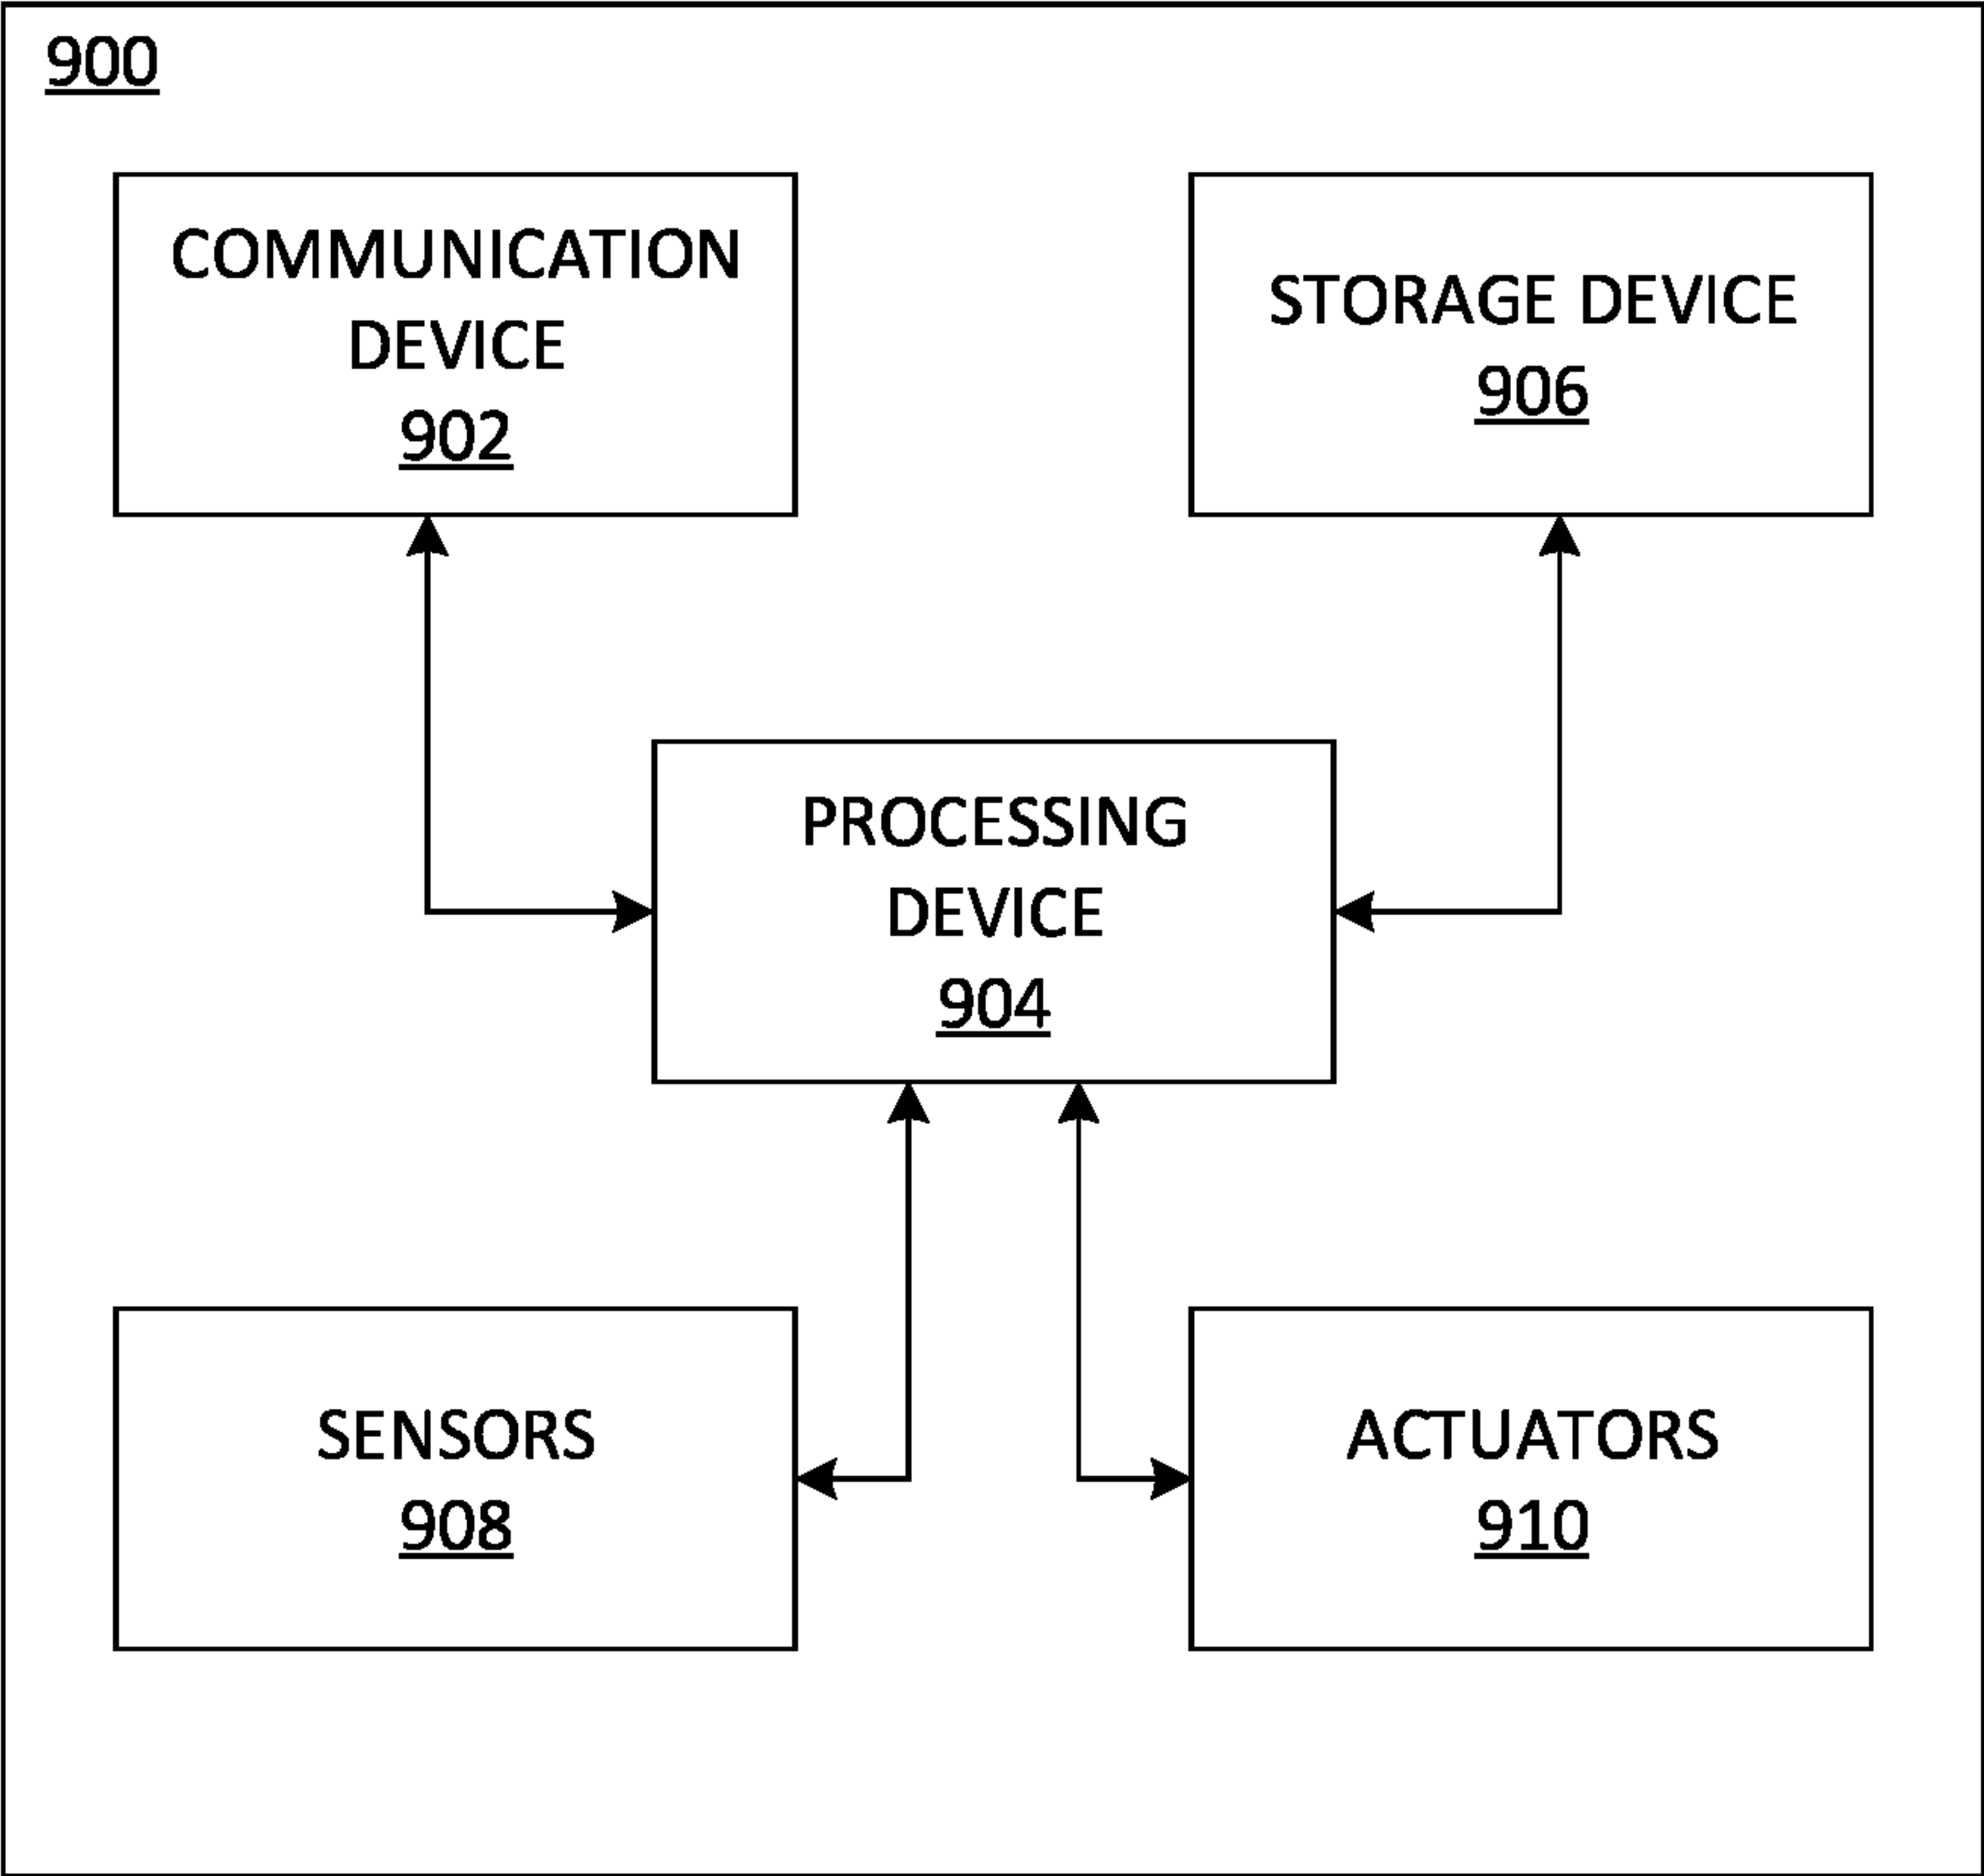 900
COMMUNICATION
DEVICE
902
STORAGE DEVICE
906
PROCESSING
DEVICE
904
SENSORS
908
ACTUATORS
910